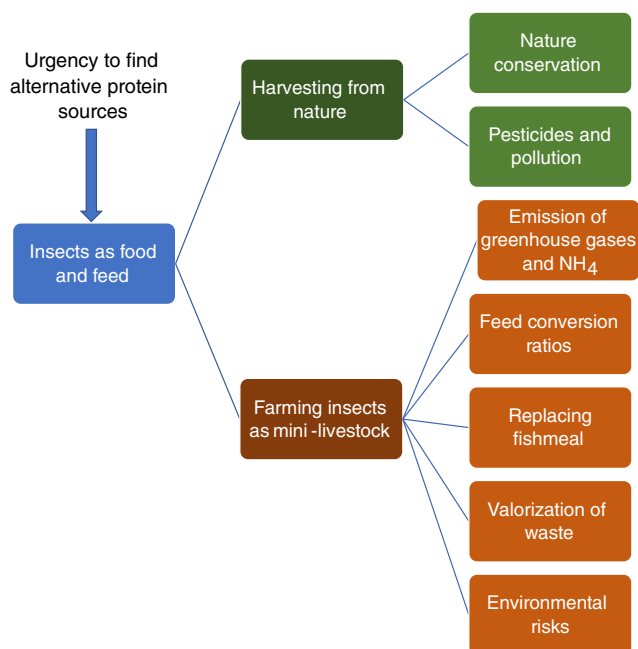 Urgency to find
alternative protein
sources
Insects as food
and feed
Harvesting from
nature
Nature
conservation
Pesticides and
pollution
Farming insects
as mini -livestock
Emission of
greenhouse gases
and NH₄
Feed conversion
ratios
Replacing
fishmeal
Valorization of
waste
Environmental
risks